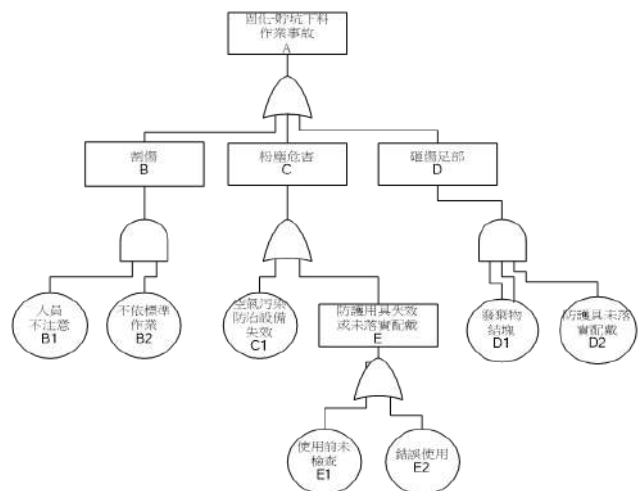 固化-貯坑下料
作業事故
A
割傷
B
粉塵危害
C
砸傷足部
D
人員
不注意
B1
不依標準
作業
B2
空氣污染
防治設備
失效
C1
防護用具失效
或未落實配戴
E
廢棄物
結塊
D1
防護具未落
實配戴
D2
使用前未
檢查
E1
錯誤使用
E2